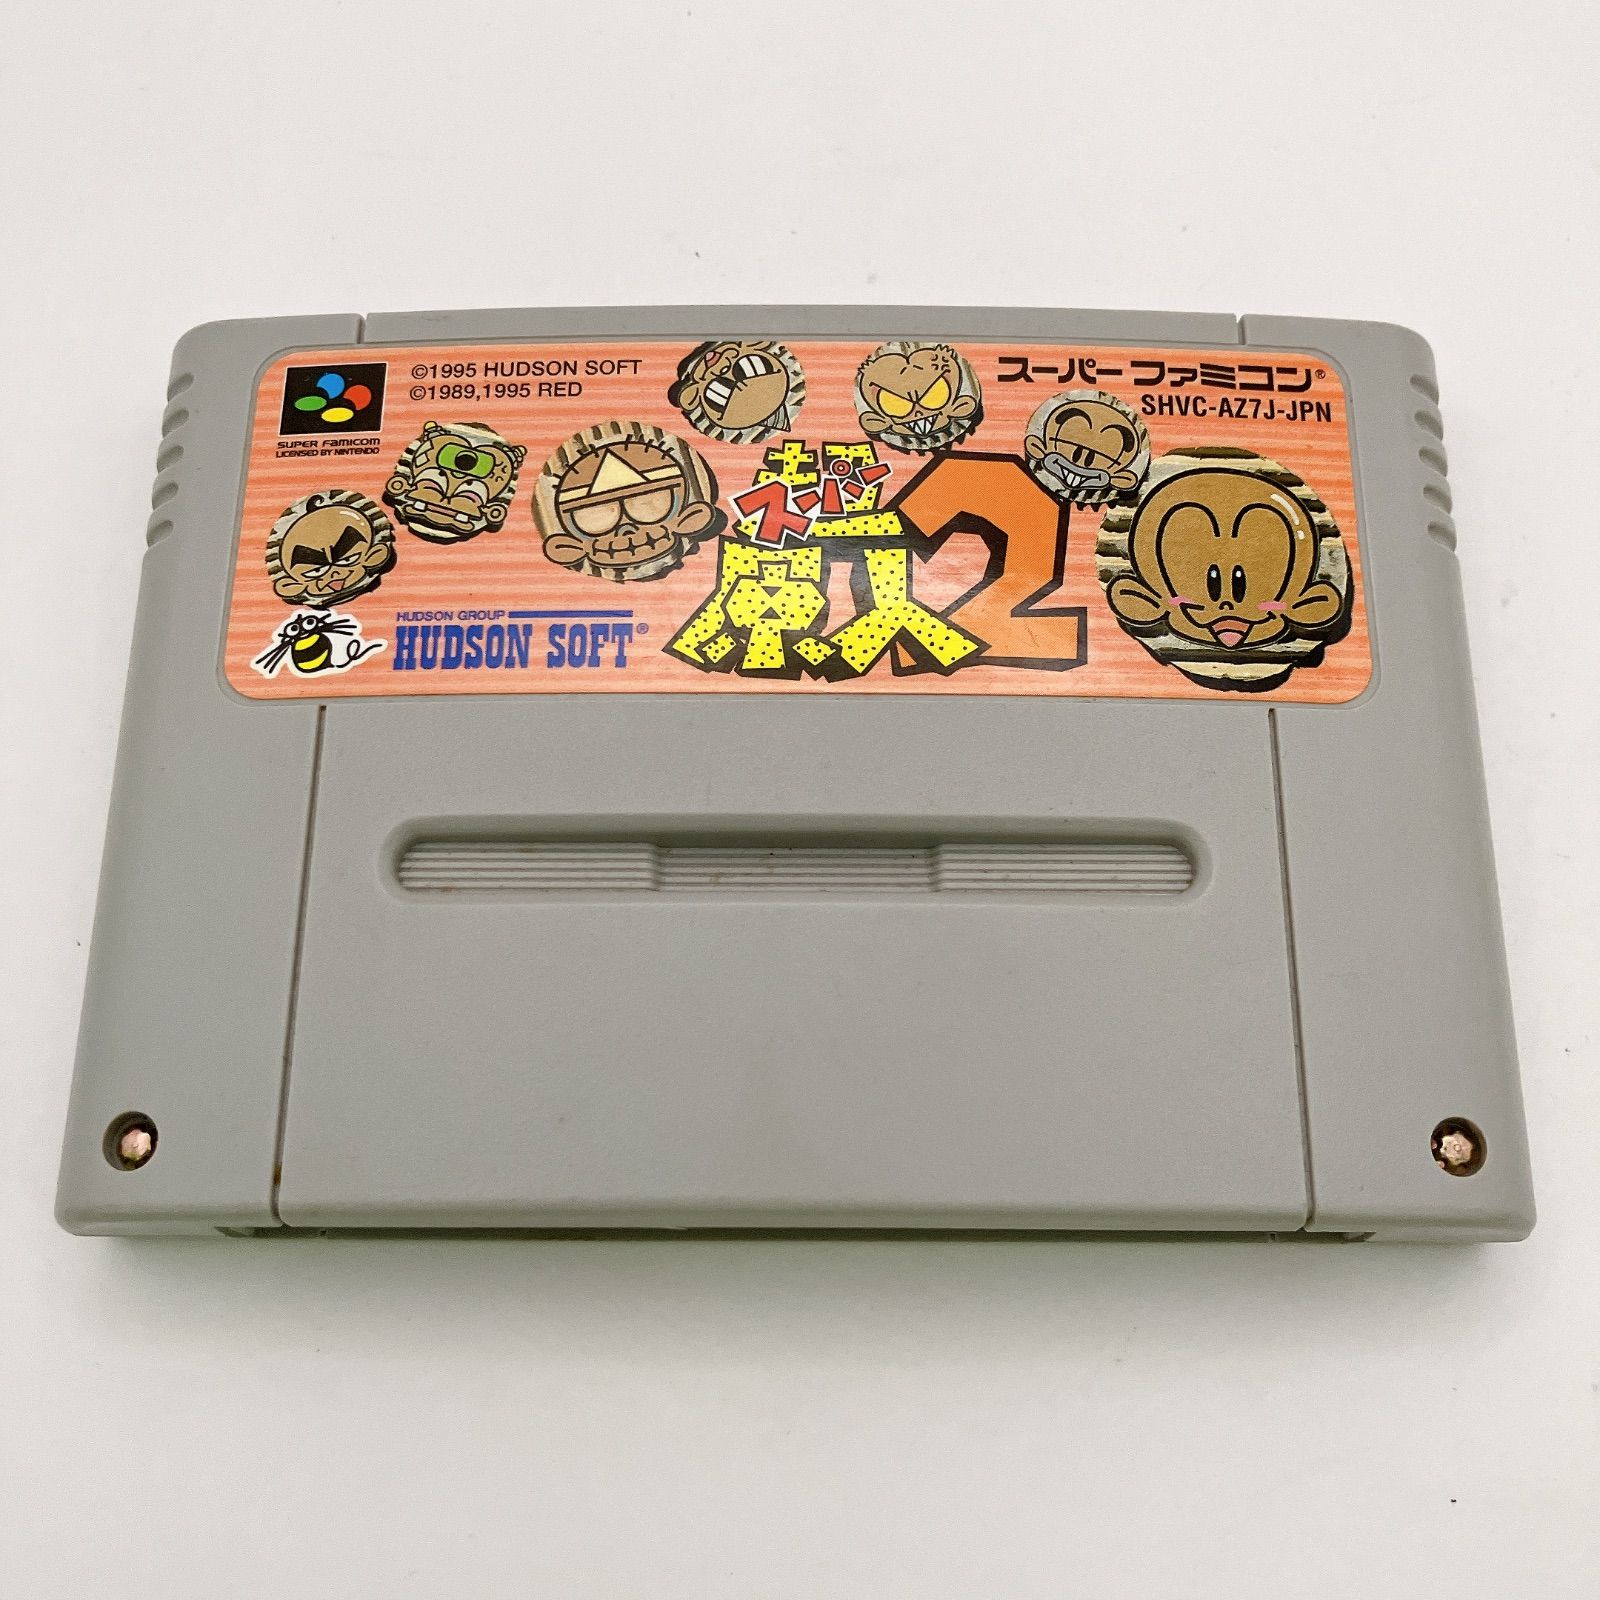 ©1995 HUDSON SOFT
©1989,1995 RED
スーパーファミコン®
SHVC-AZ7J-JPN
SUPER FAMICOM
LICENSED BY NINTENDO
超
スーパー
原人2
HUDSON GROUP
HUDSON SOFT®